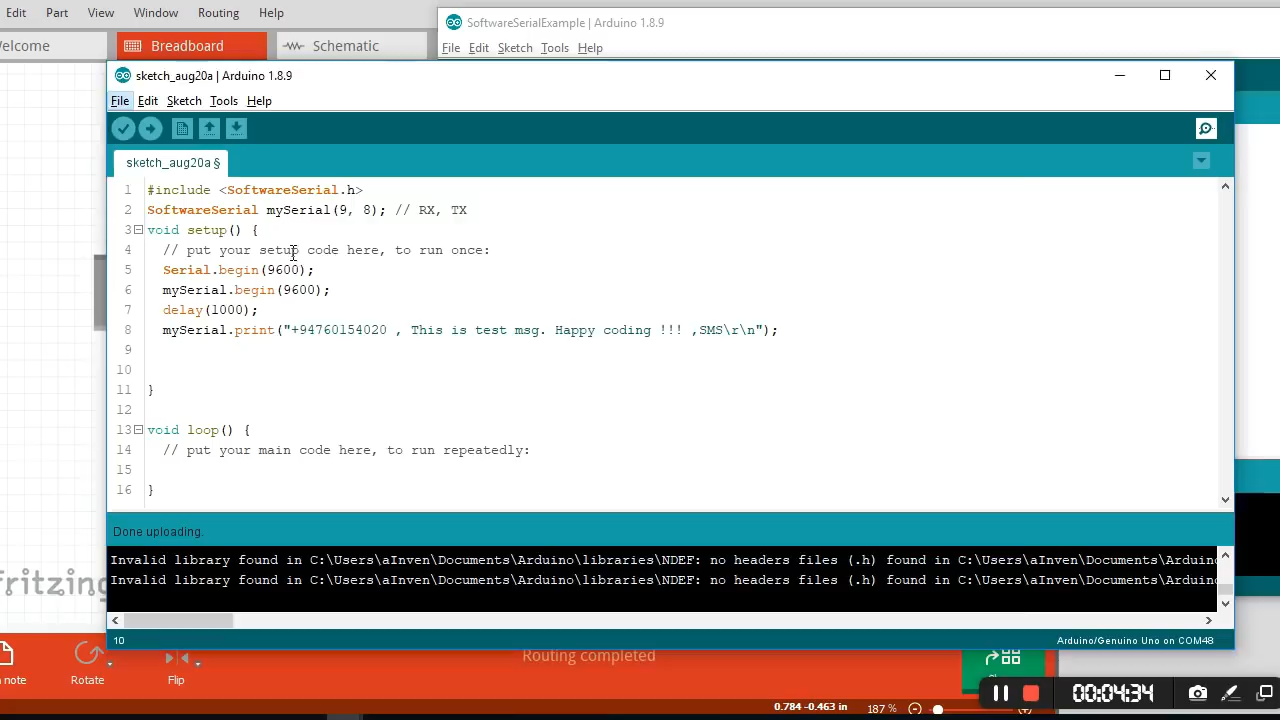 Edit Part View Window Routing Help
SoftwareSerialExample | Arduino 1.8.9
elcome Breadboard Schematic
File Edit Sketch Tools Help
sketch_aug20a | Arduino 1.8.9
File Edit Sketch Tools Help
sketch_aug20a §
1 #include <SoftwareSerial.h>
2 SoftwareSerial mySerial(9, 8); // RX, TX
3 void setup() {
4 // put your setup code here, to run once:
5 Serial.begin(9600);
6 mySerial.begin(9600);
7 delay(1000);
8 mySerial.print("+94760154020 , This is test msg. Happy coding !!! ,SMS\r\n");
9
10
11 }
12
13 void loop() {
14 // put your main code here, to run repeatedly:
15
16 }
Done uploading.
Invalid library found in C:\Users\aInven\Documents\Arduino\libraries\NDEF: no headers files (.h) found in C:\Users\aInven\Documents\Arduino
Invalid library found in C:\Users\aInven\Documents\Arduino\libraries\NDEF: no headers files (.h) found in C:\Users\aInven\Documents\Arduino
fritzing
10 Arduino/Genuino Uno on COM48
Routing completed
note Rotate Flip
00:04:34
0.784 -0.463 in 187 %